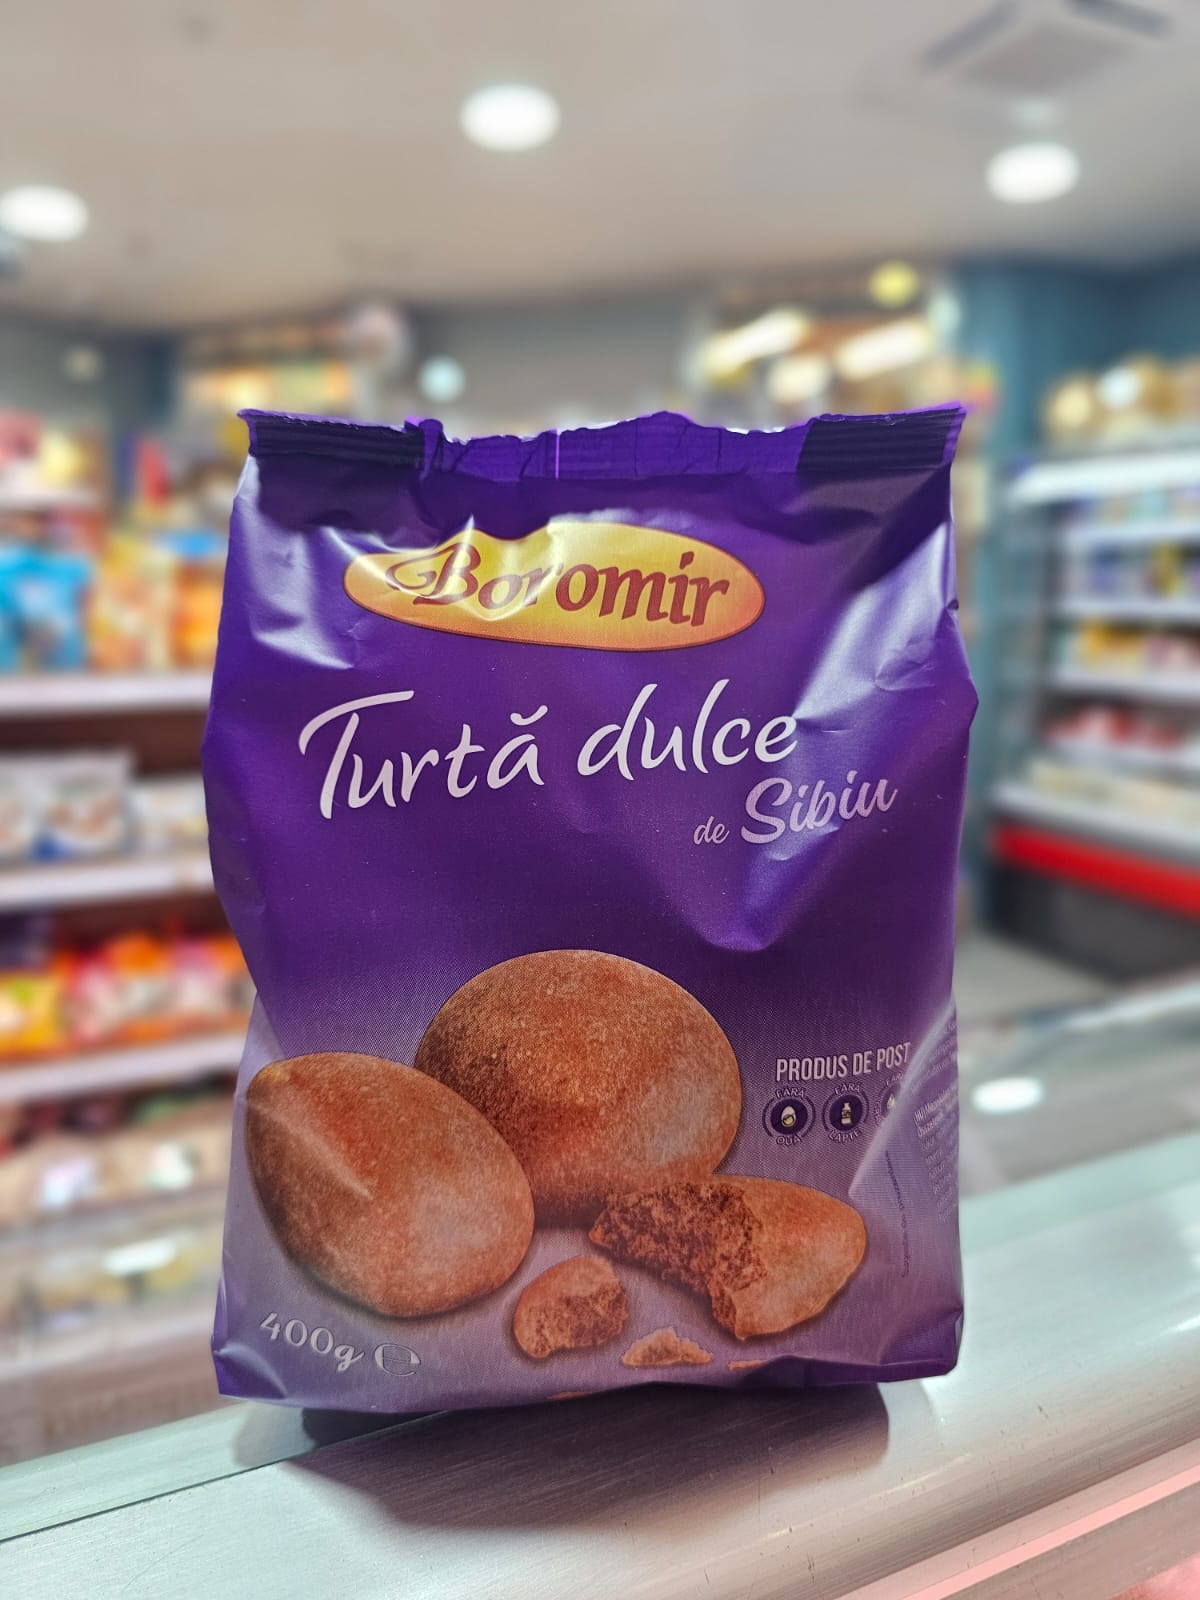 Boromir
Turtă dulce
de Sibiu
PRODUS DE POST
FĂRĂ
OUĂ
FĂRĂ
LAPTE
400g ℮